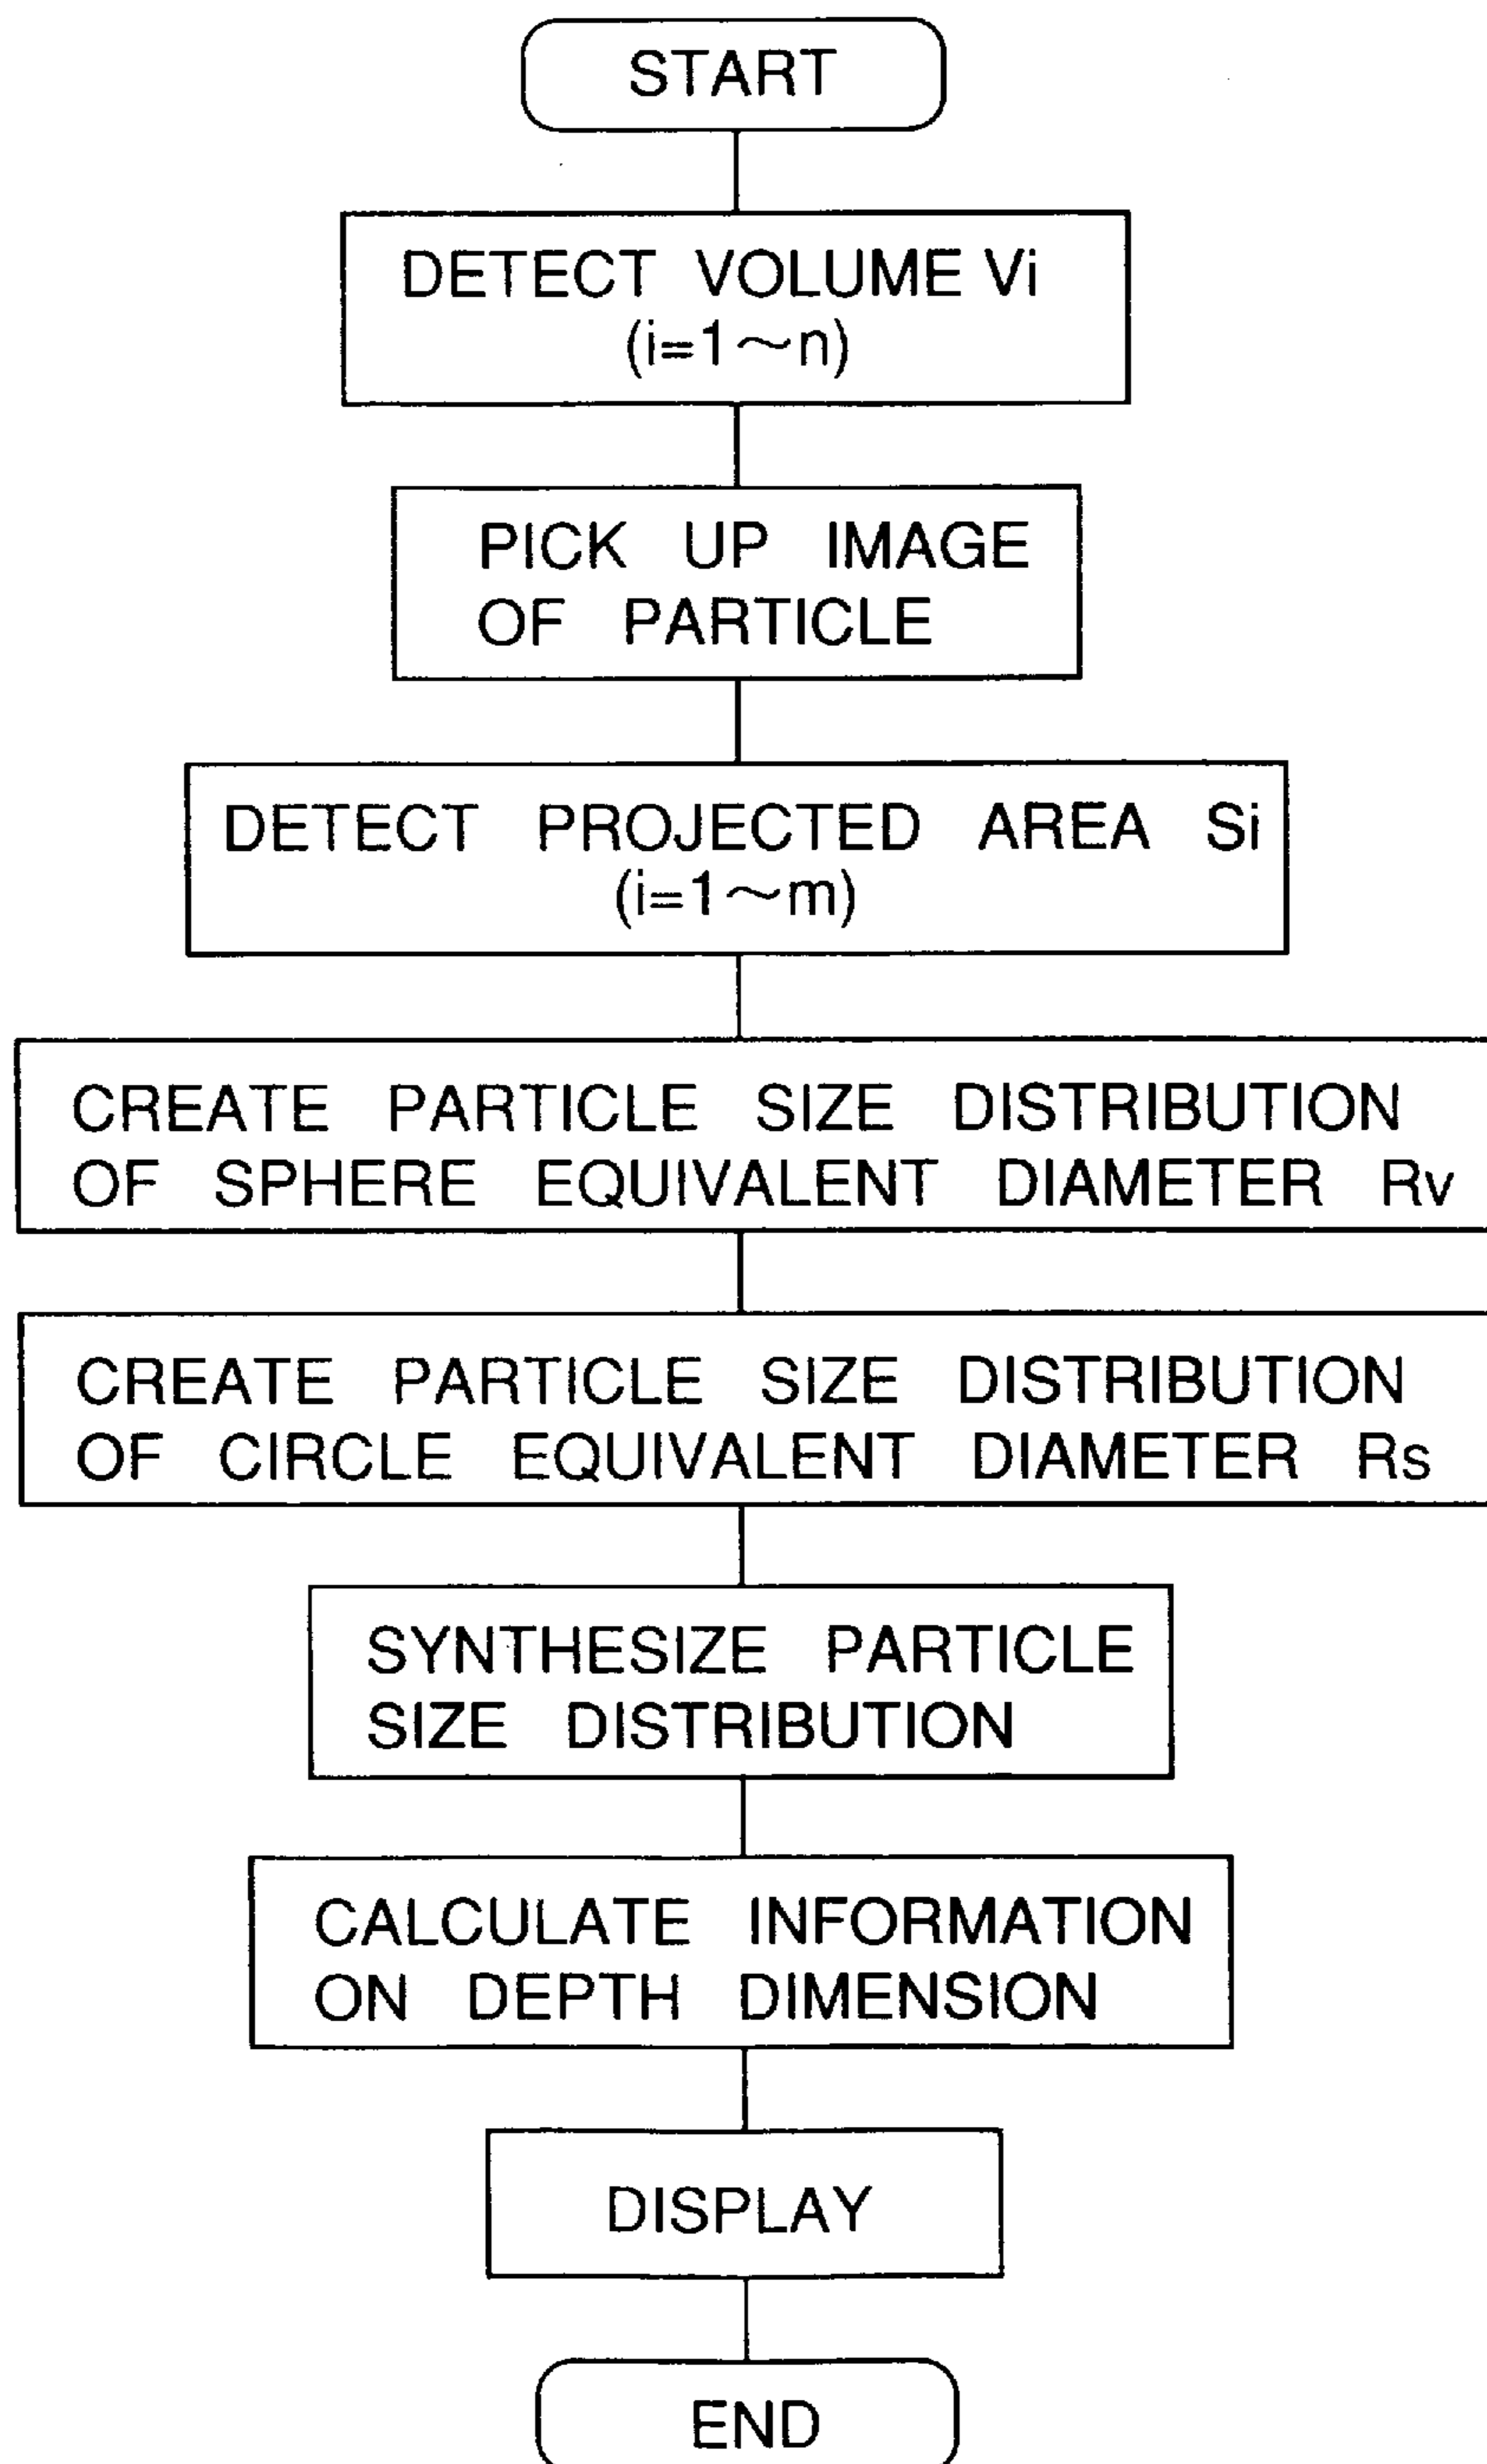 START
DETECT VOLUME Vi
(i=1～n)
PICK UP IMAGE
OF PARTICLE
DETECT PROJECTED AREA Si
(i=1～m)
CREATE PARTICLE SIZE DISTRIBUTION
OF SPHERE EQUIVALENT DIAMETER Rv
CREATE PARTICLE SIZE DISTRIBUTION
OF CIRCLE EQUIVALENT DIAMETER Rs
SYNTHESIZE PARTICLE
SIZE DISTRIBUTION
CALCULATE INFORMATION
ON DEPTH DIMENSION
DISPLAY
END